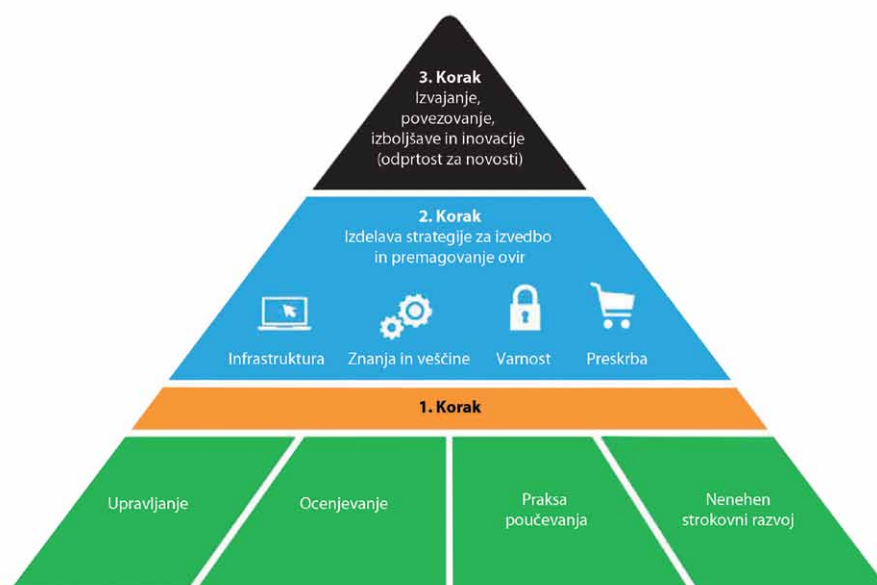 3. Korak
Izvajanje,
povezovanje,
izboljšave in inovacije
(odprtost za novosti)
2. Korak
Izdelava strategije za izvedbo
in premagovanje ovir
Infrastruktura
Znanja in veščine
Varnost
Preskrba
1. Korak
Upravljanje
Ocenjevanje
Praksa
poučevanja
Nenehen
strokovni razvoj